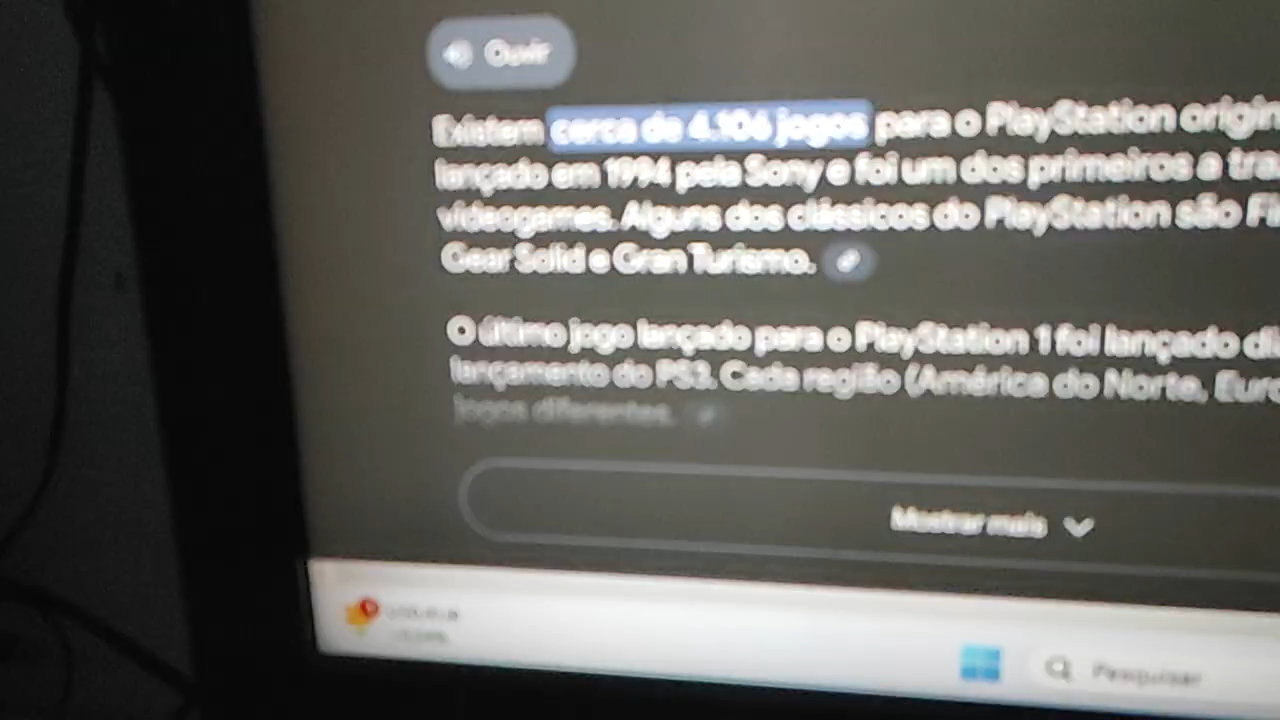 Ouvir
Existem cerca de 4.106 jogos para o PlayStation origin
lançado em 1994 pela Sony e foi um dos primeiros a tra
videogames. Alguns dos clássicos do PlayStation são Fi
Gear Solid e Gran Turismo.
O último jogo lançado para o PlayStation 1 foi lançado di
lançamento do PS3. Cada região (América do Norte, Euro
jogos diferentes.
Mostrar mais
Pesquisar